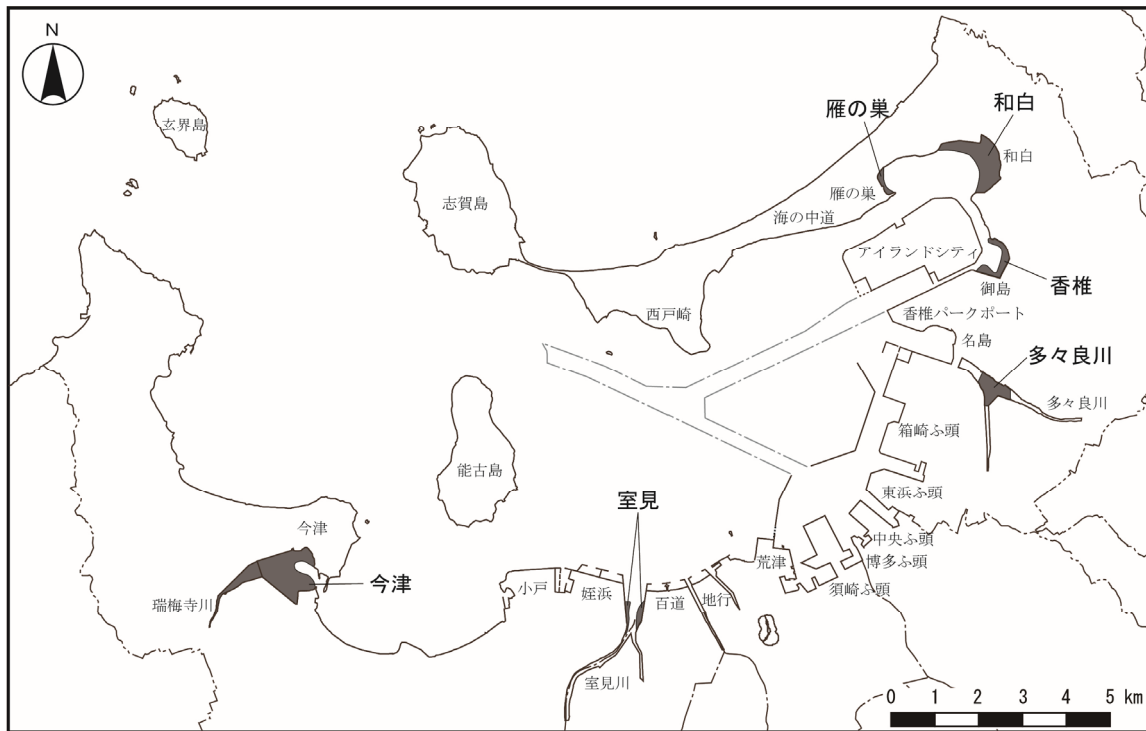 N
玄界島
志賀島
雁の巣
和白
和白
雁の巣
海の中道
アイランドシティ
御島
香椎
香椎パークポート
西戸崎
名島
多々良川
多々良川
箱崎ふ頭
能古島
東浜ふ頭
室見
中央ふ頭
博多ふ頭
荒津
須崎ふ頭
今津
今津
瑞梅寺川
小戸
姪浜
百道
地行
室見川
0 1 2 3 4 5 km